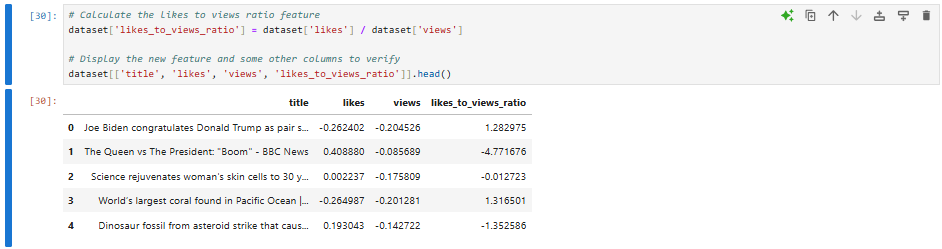 [30]: # Calculate the likes to views ratio feature
dataset['likes_to_views_ratio'] = dataset['likes'] / dataset['views']
# Display the new feature and some other columns to verify
dataset[['title', 'likes', 'views', 'likes_to_views_ratio']].head()
[30]:
title likes views likes_to_views_ratio
0 Joe Biden congratulates Donald Trump as pair s... -0.262402 -0.204526 1.282975
1 The Queen vs The President: "Boom" - BBC News 0.408880 -0.085689 -4.771676
2 Science rejuvenates woman's skin cells to 30 y... 0.002237 -0.175809 -0.012723
3 World's largest coral found in Pacific Ocean |... -0.264987 -0.201281 1.316501
4 Dinosaur fossil from asteroid strike that caus... 0.193043 -0.142722 -1.352586